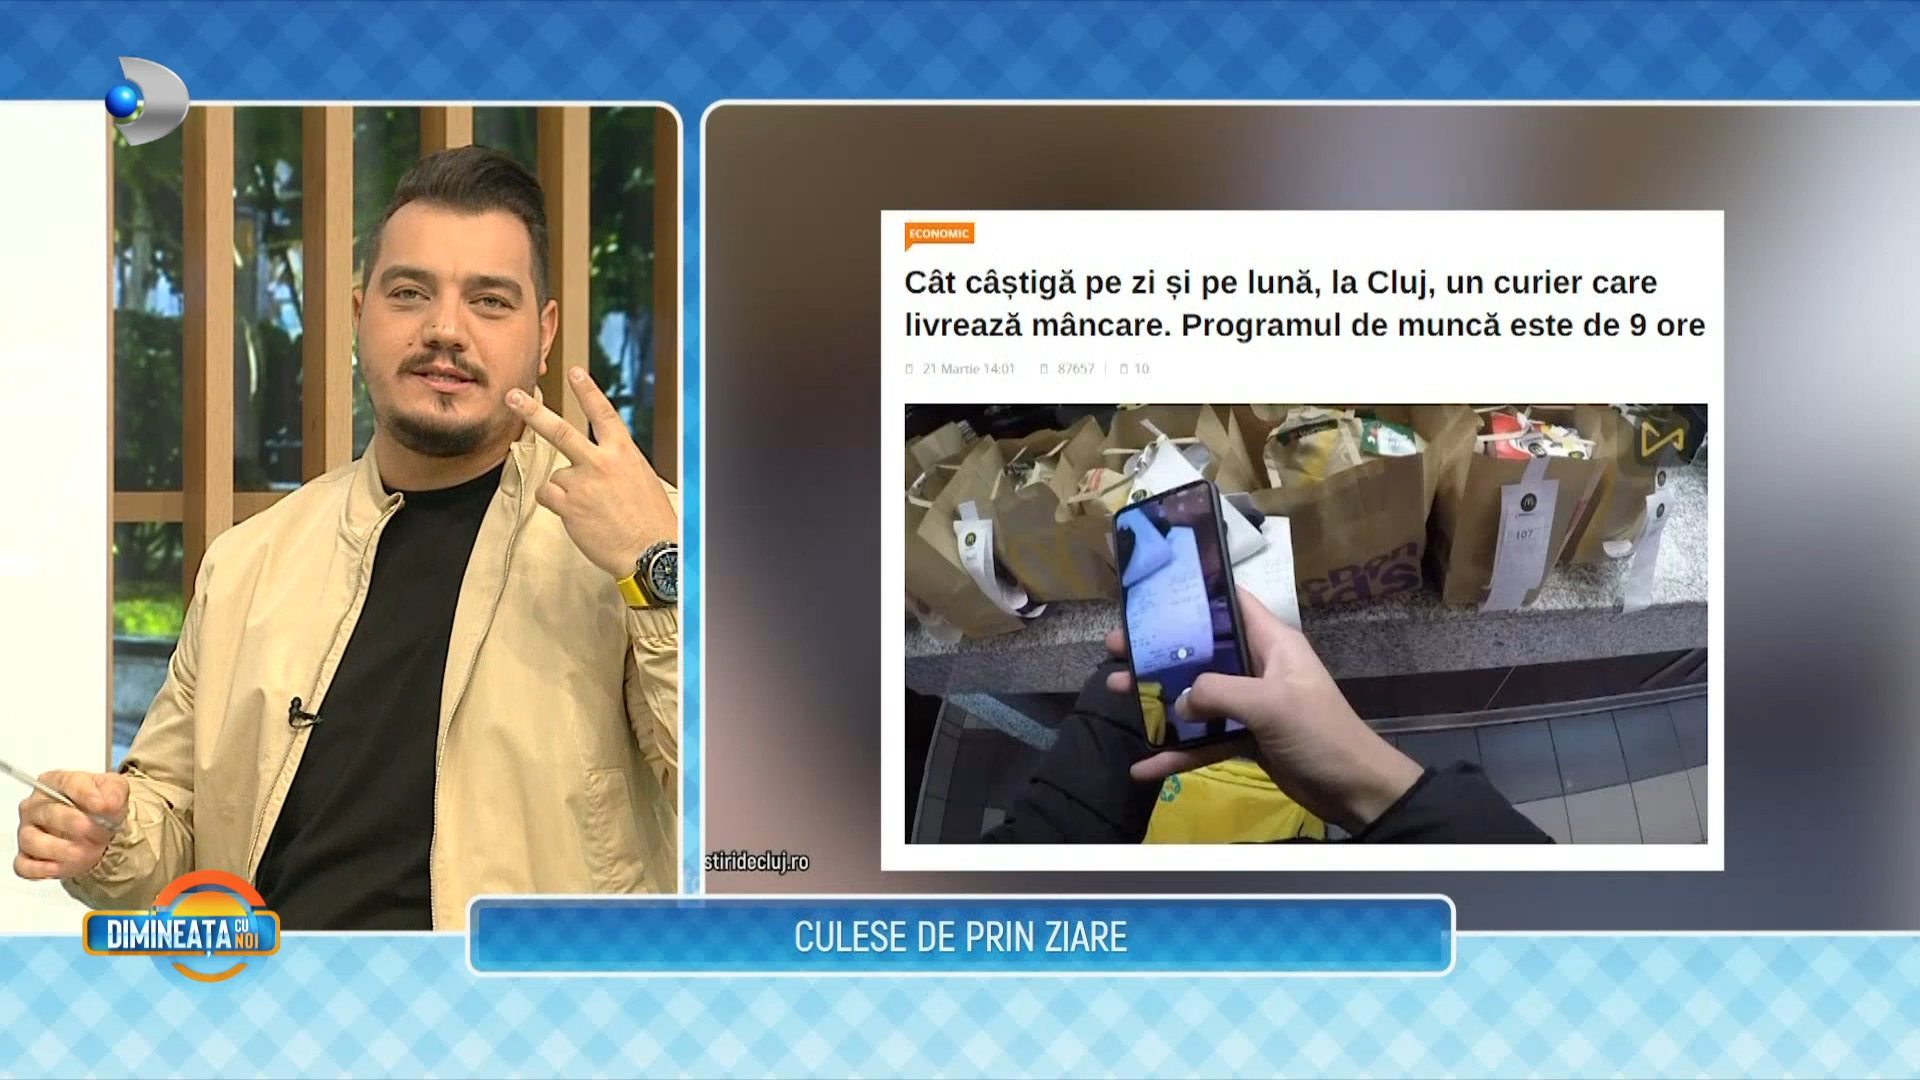 ECONOMIC
Cât câștigă pe zi și pe lună, la Cluj, un curier care
livrează mâncare. Programul de muncă este de 9 ore
21 Martie 14:01 87657 10
107
stiridecluj.ro
DIMINEAȚA CU NOI
CULESE DE PRIN ZIARE